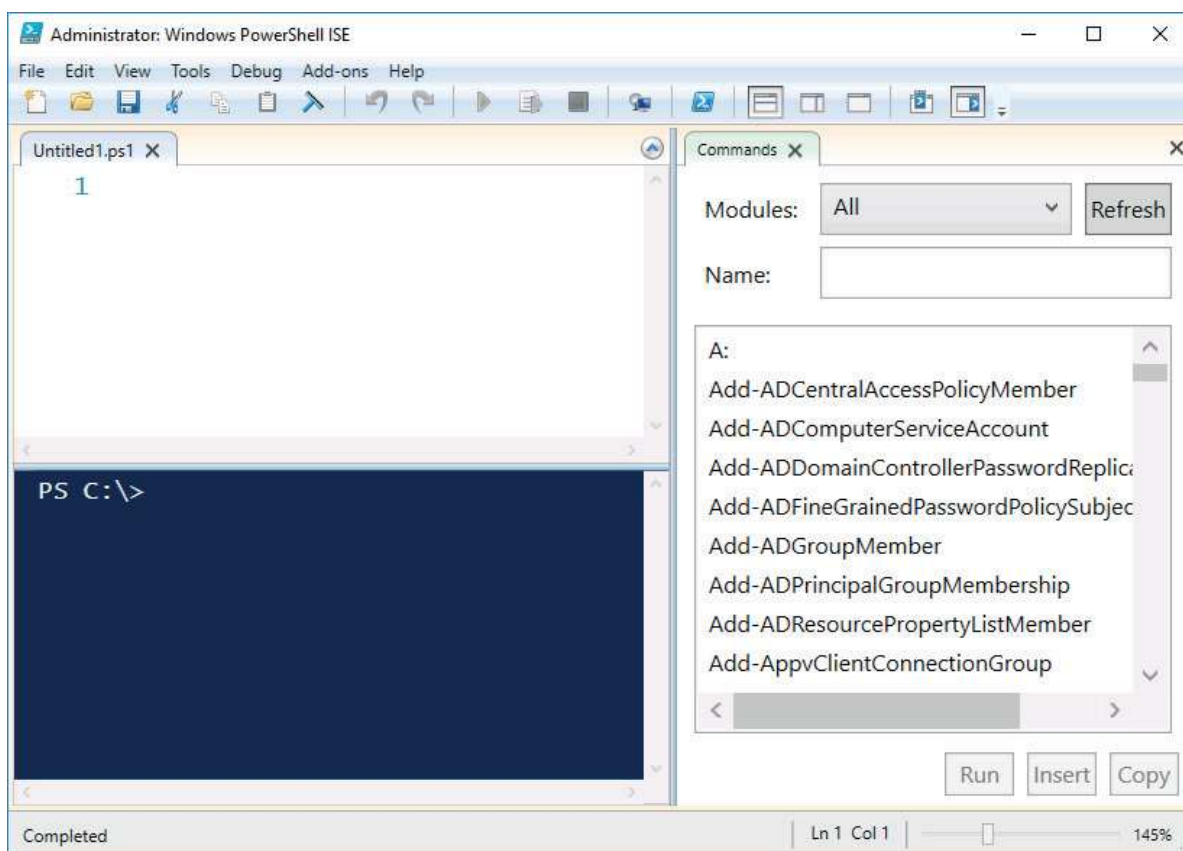 Administrator: Windows PowerShell ISE
File Edit View Tools Debug Add-ons Help
Untitled1.ps1
1
PS C:\>
Commands
Modules: All Refresh
Name:
A:
Add-ADCentralAccessPolicyMember
Add-ADComputerServiceAccount
Add-ADDomainControllerPasswordReplica
Add-ADFineGrainedPasswordPolicySubjec
Add-ADGroupMember
Add-ADPrincipalGroupMembership
Add-ADResourcePropertyListMember
Add-AppvClientConnectionGroup
Run Insert Copy
Completed Ln 1 Col 1 145%